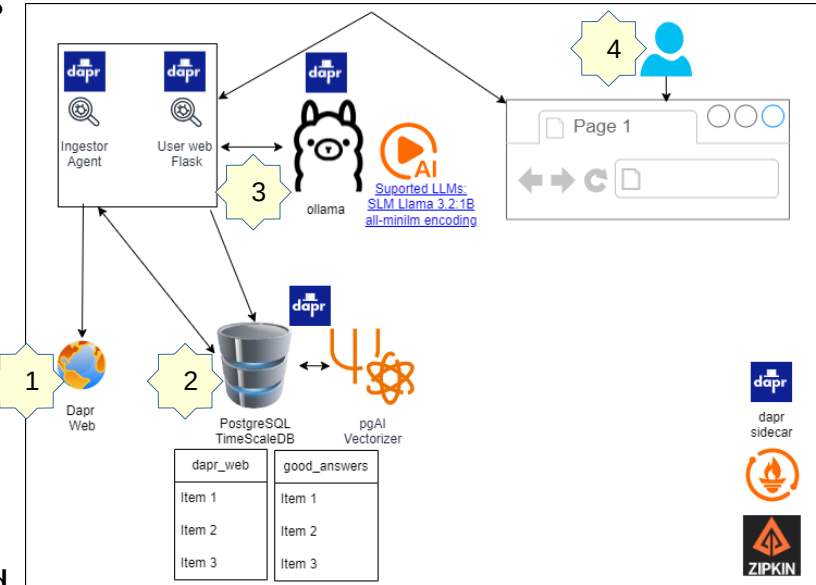 4
dapr
dapr
dapr
Page 1
Ingestor
Agent
User web
Flask
AI
3
ollama
Suported LLMs:
SLM Llama 3.2:1B
all-minilm encoding
dapr
1
2
Dapr
Web
PostgreSQL
TimeScaleDB
pgAI
Vectorizer
dapr
dapr
sidecar
dapr_web
Item 1
Item 2
Item 3
good_answers
Item 1
Item 2
Item 3
ZIPKIN